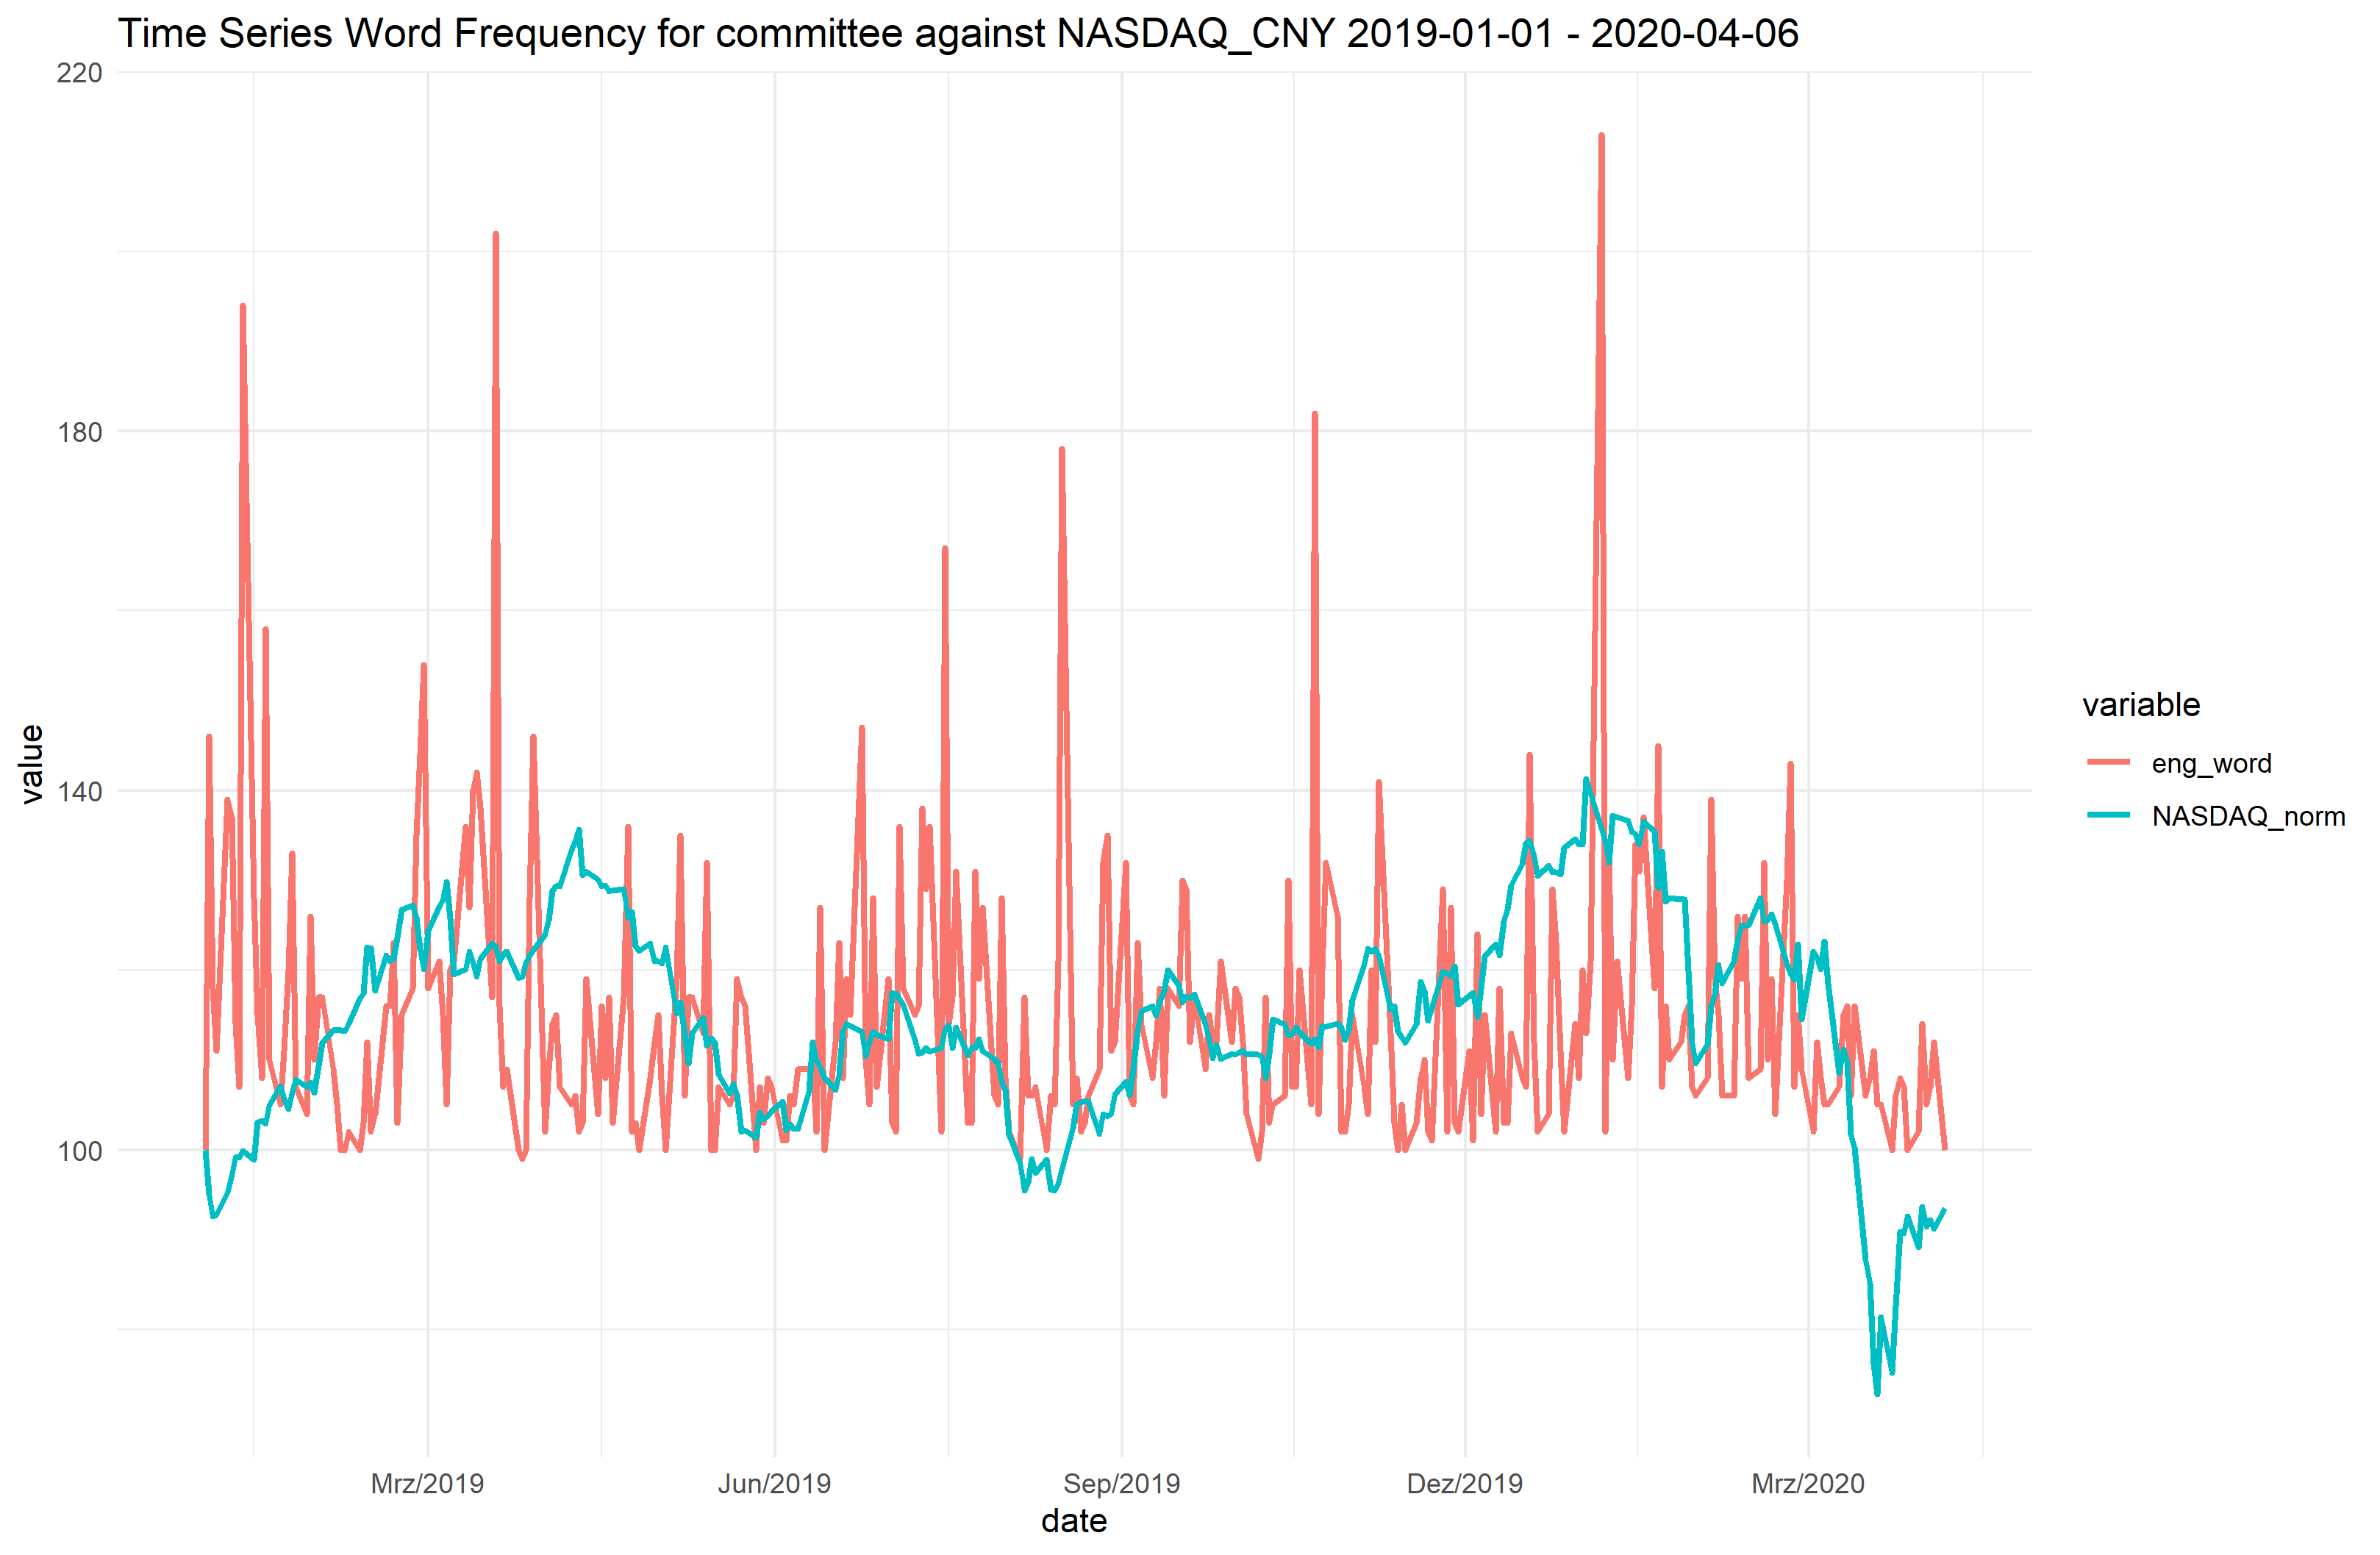 Time Series Word Frequency for committee against NASDAQ_CNY 2019-01-01 - 2020-04-06
220
180
140
100
value
Mrz/2019
Jun/2019
Sep/2019
Dez/2019
Mrz/2020
date
variable
eng_word
NASDAQ_norm